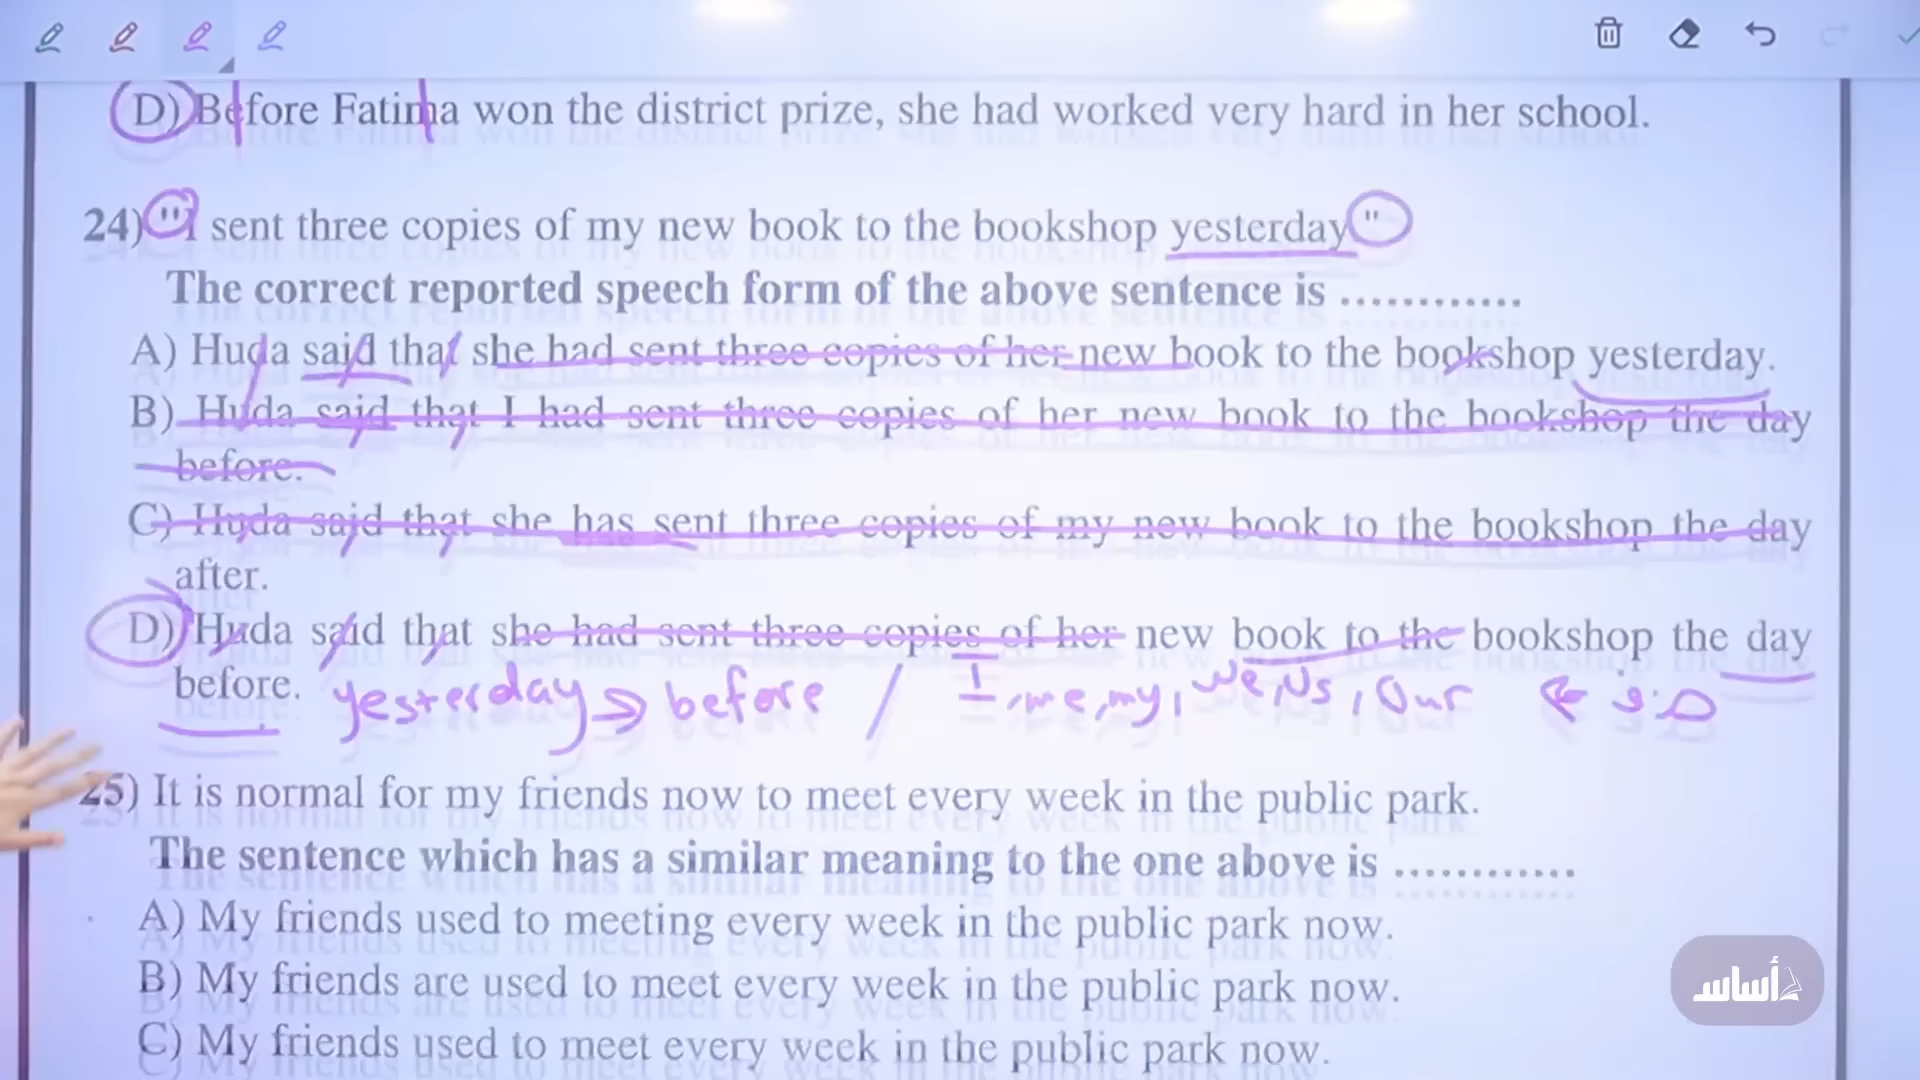 D) Before Fatima won the district prize, she had worked very hard in her school.
24) "I sent three copies of my new book to the bookshop yesterday"
The correct reported speech form of the above sentence is ............
A) Huda said that she had sent three copies of her new book to the bookshop yesterday.
B) Huda said that I had sent three copies of her new book to the bookshop the day
before.
C) Huda said that she has sent three copies of my new book to the bookshop the day
after.
D) Huda said that she had sent three copies of her new book to the bookshop the day
before.
yesterday → before / I, me, my, we, us, our ←
25) It is normal for my friends now to meet every week in the public park.
The sentence which has a similar meaning to the one above is ............
A) My friends used to meeting every week in the public park now.
B) My friends are used to meet every week in the public park now.
C) My friends used to meet every week in the public park now.
أساس